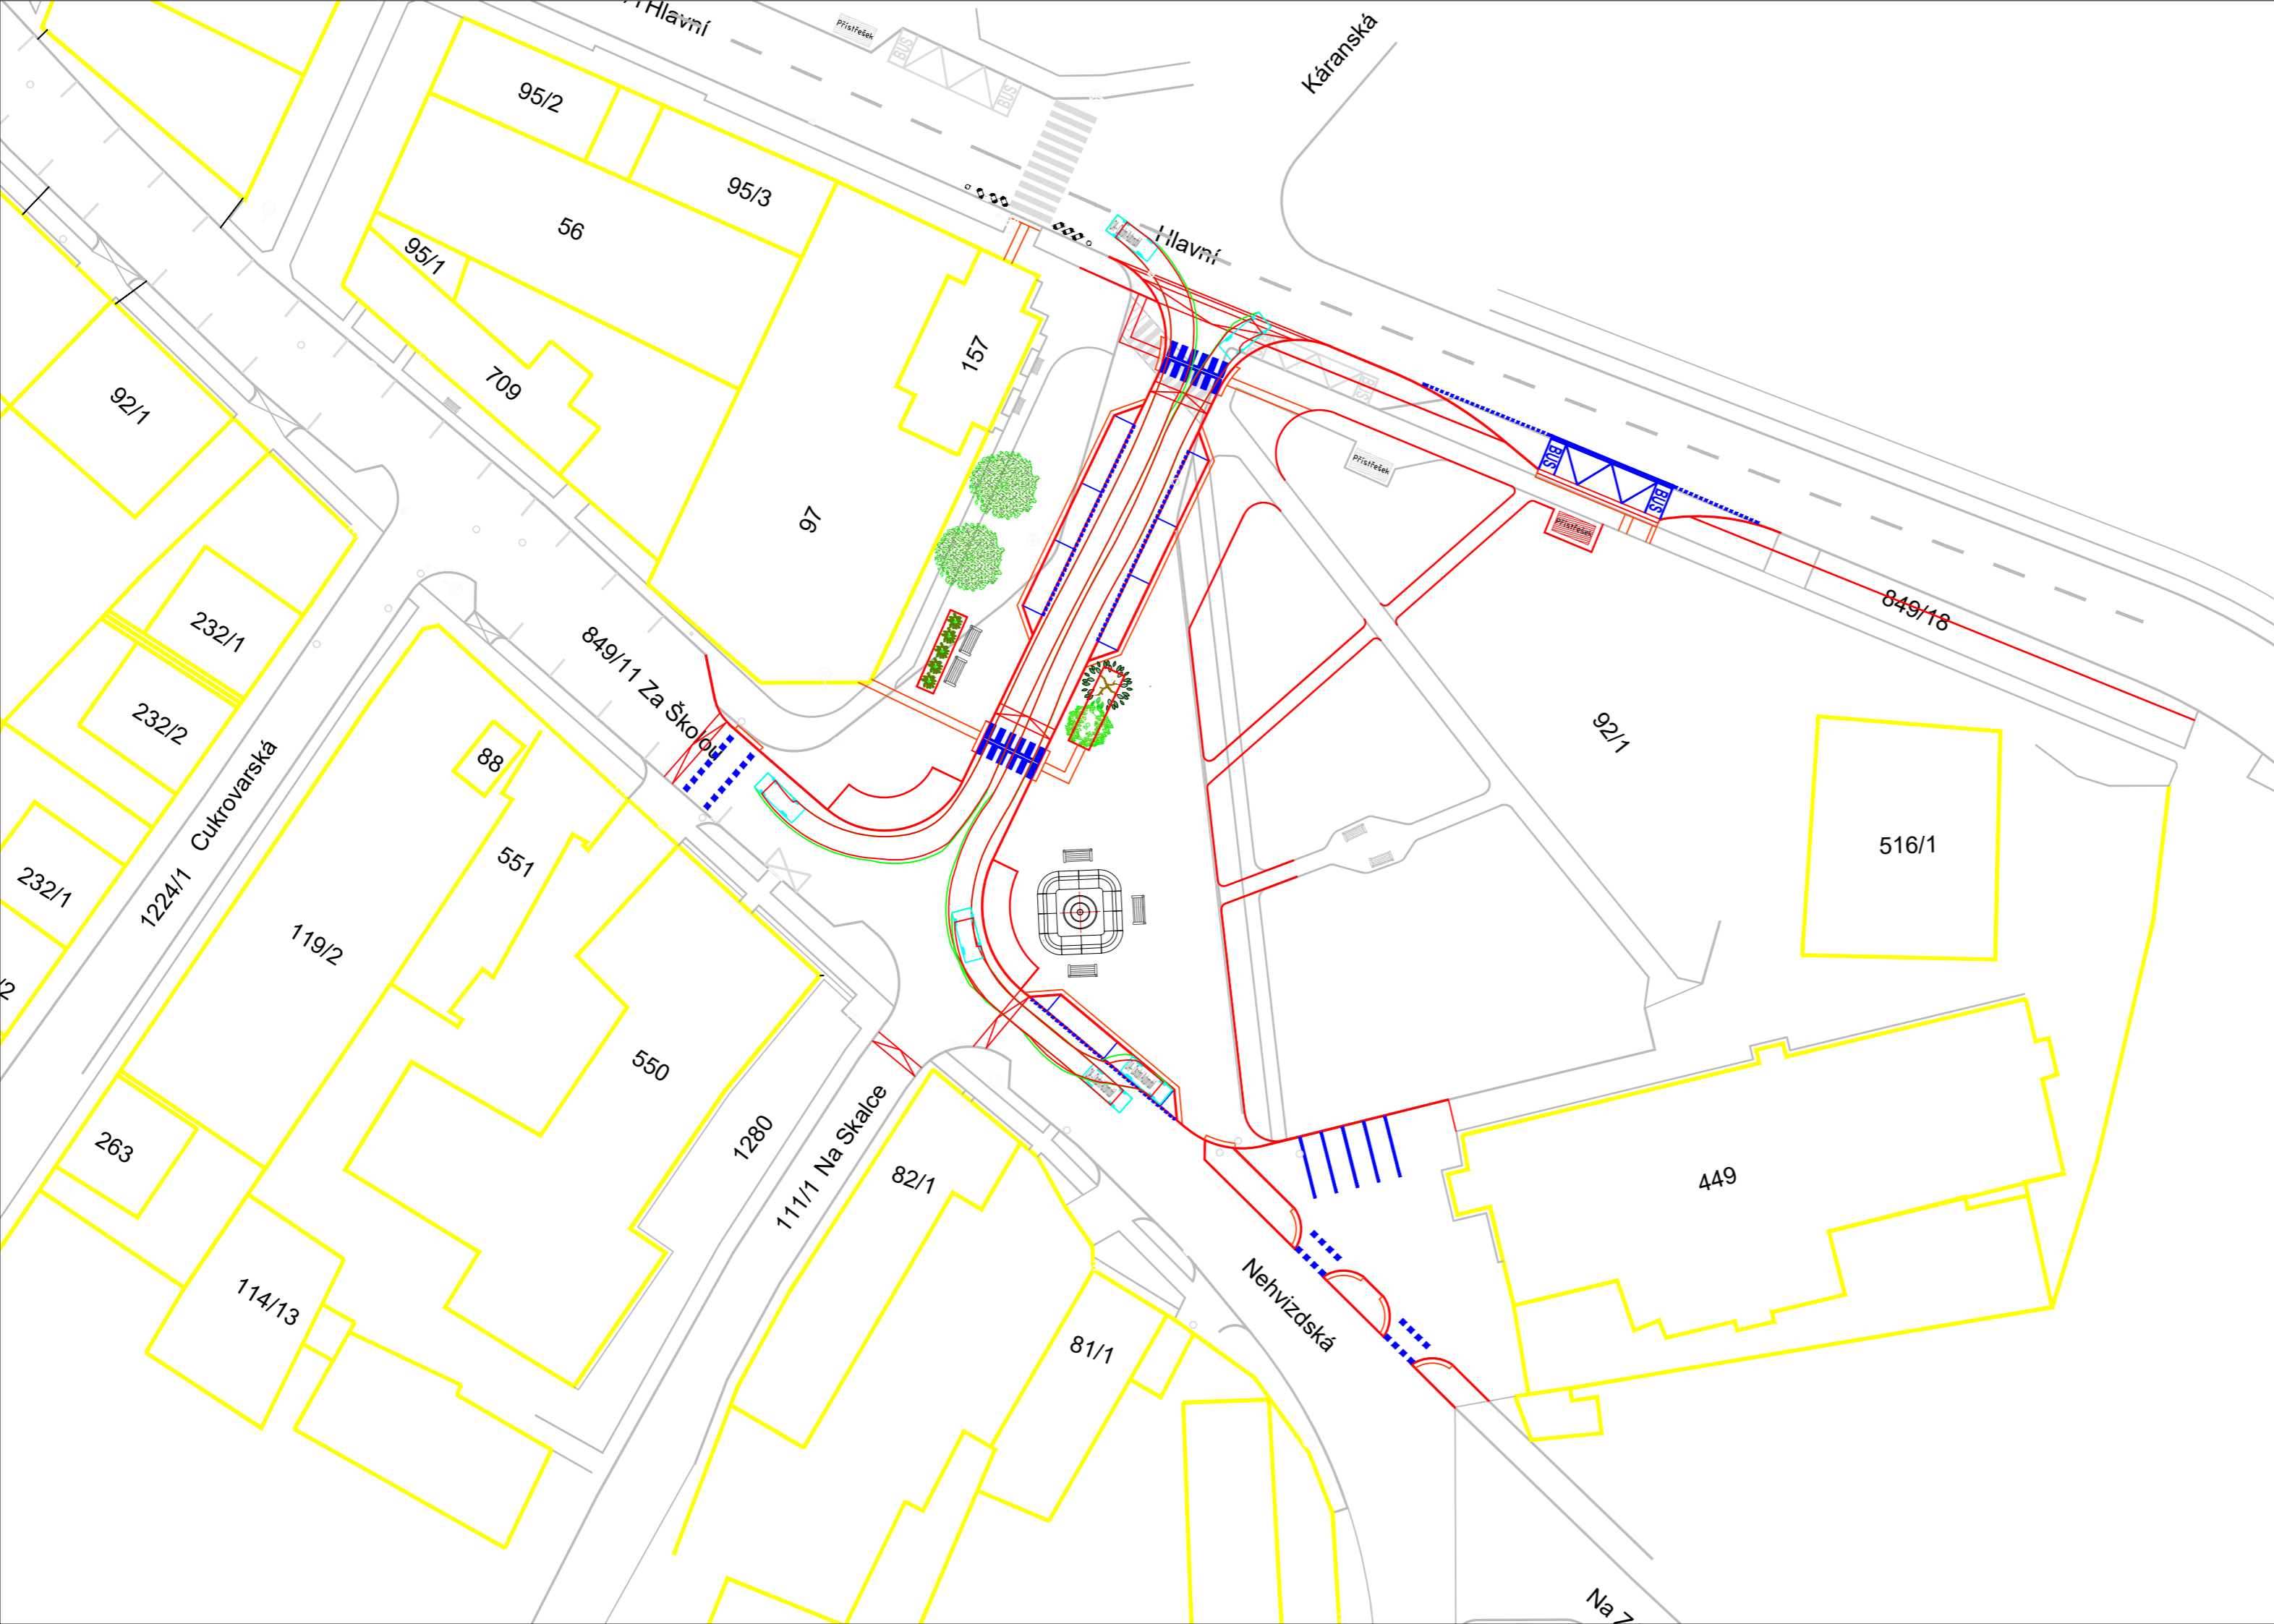 Hlavní
Přístřešek
BUS
BUS
Káranská
95/2
95/3
56
95/1
Hlavní
157
709
92/1
BUS
Přístřešek
BUS
BUS
Přístřešek
97
849/18
232/1
849/11 Za Školou
232/2
92/1
88
Cukrovarská
1224/1
551
516/1
232/1
119/2
550
1280
263
111/1 Na Skalce
82/1
449
114/13
Nehvizdská
81/1